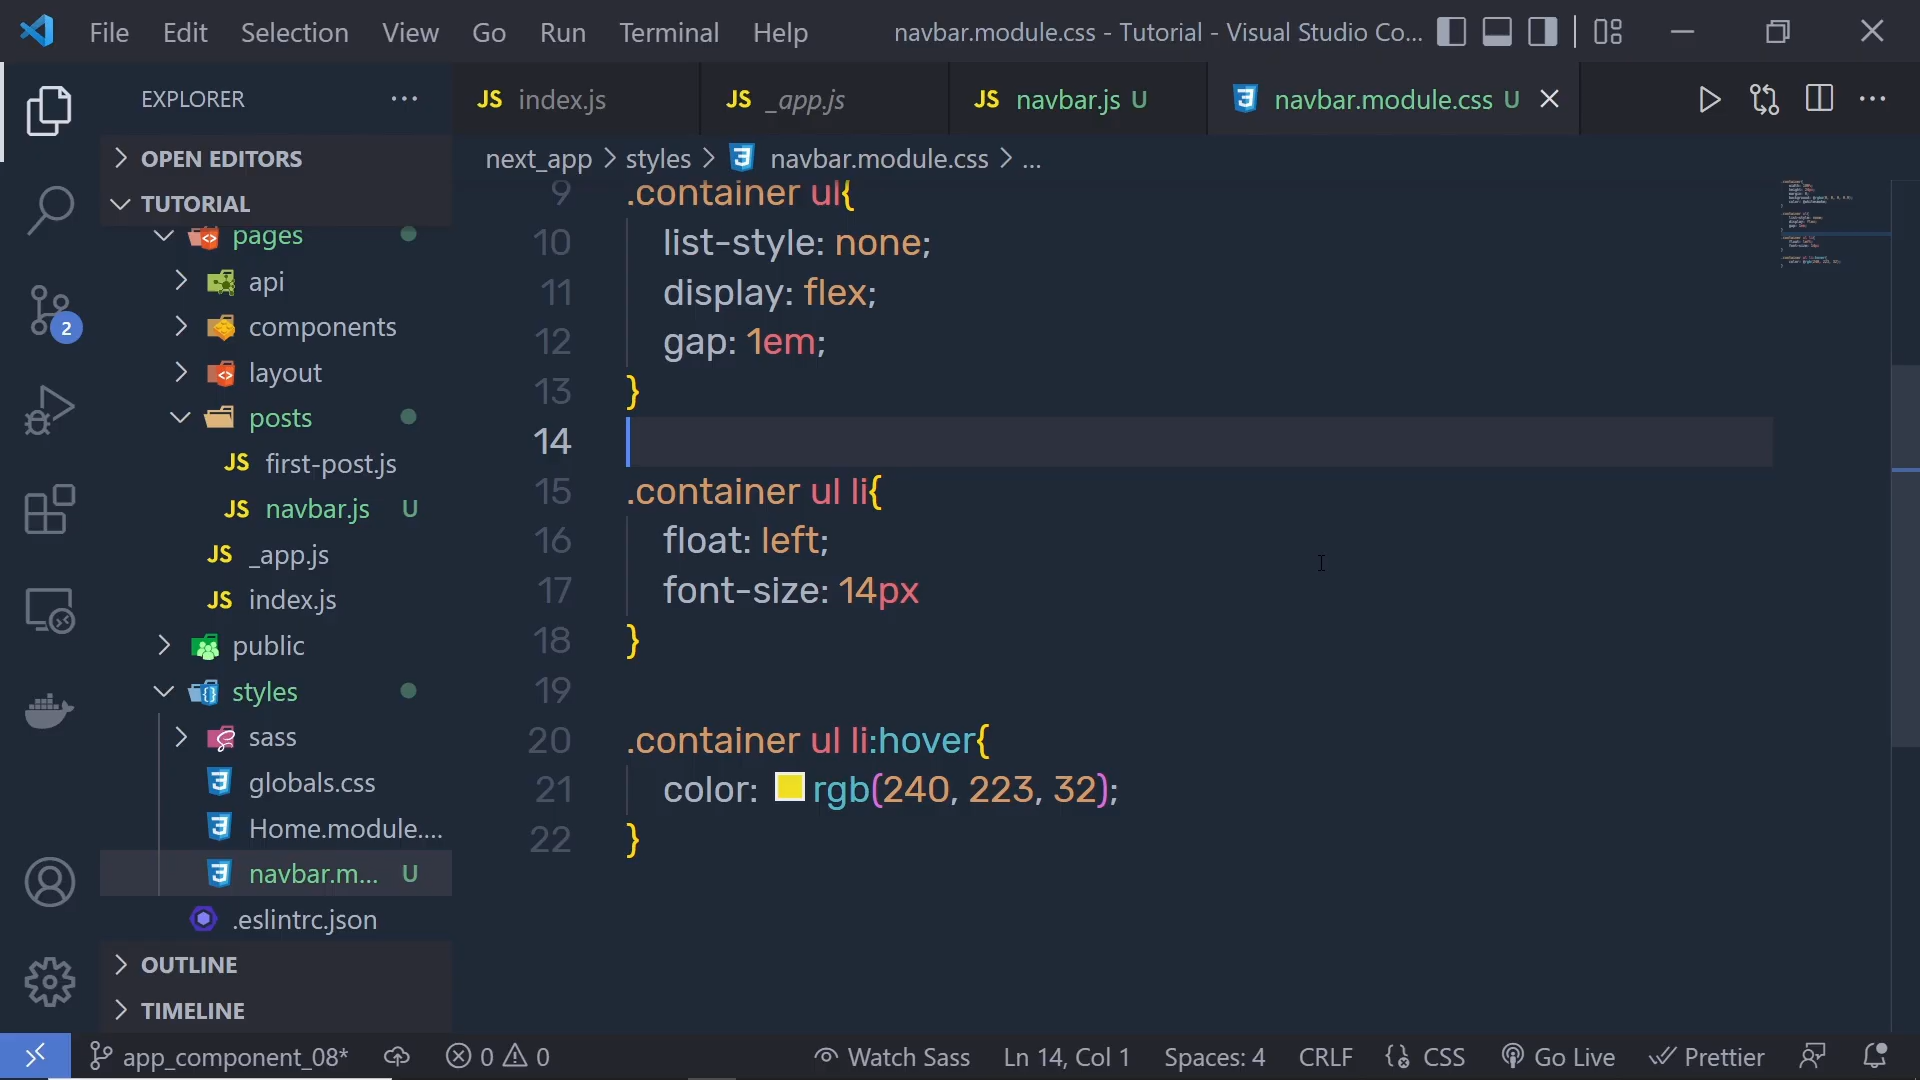 File Edit Selection View Go Run Terminal Help navbar.module.css - Tutorial - Visual Studio Co...
EXPLORER
OPEN EDITORS
TUTORIAL
pages
api
components
layout
posts
JS first-post.js
JS navbar.js U
JS _app.js
JS index.js
public
styles
sass
globals.css
Home.module....
navbar.m... U
.eslintrc.json
OUTLINE
TIMELINE
2
JS index.js JS _app.js JS navbar.js U navbar.module.css U
next_app > styles > navbar.module.css > ...
9 .container ul{
10 list-style: none;
11 display: flex;
12 gap: 1em;
13 }
14
15 .container ul li{
16 float: left;
17 font-size: 14px
18 }
19
20 .container ul li:hover{
21 color: rgb(240, 223, 32);
22 }
app_component_08* 0 0 Watch Sass Ln 14, Col 1 Spaces: 4 CRLF CSS Go Live Prettier